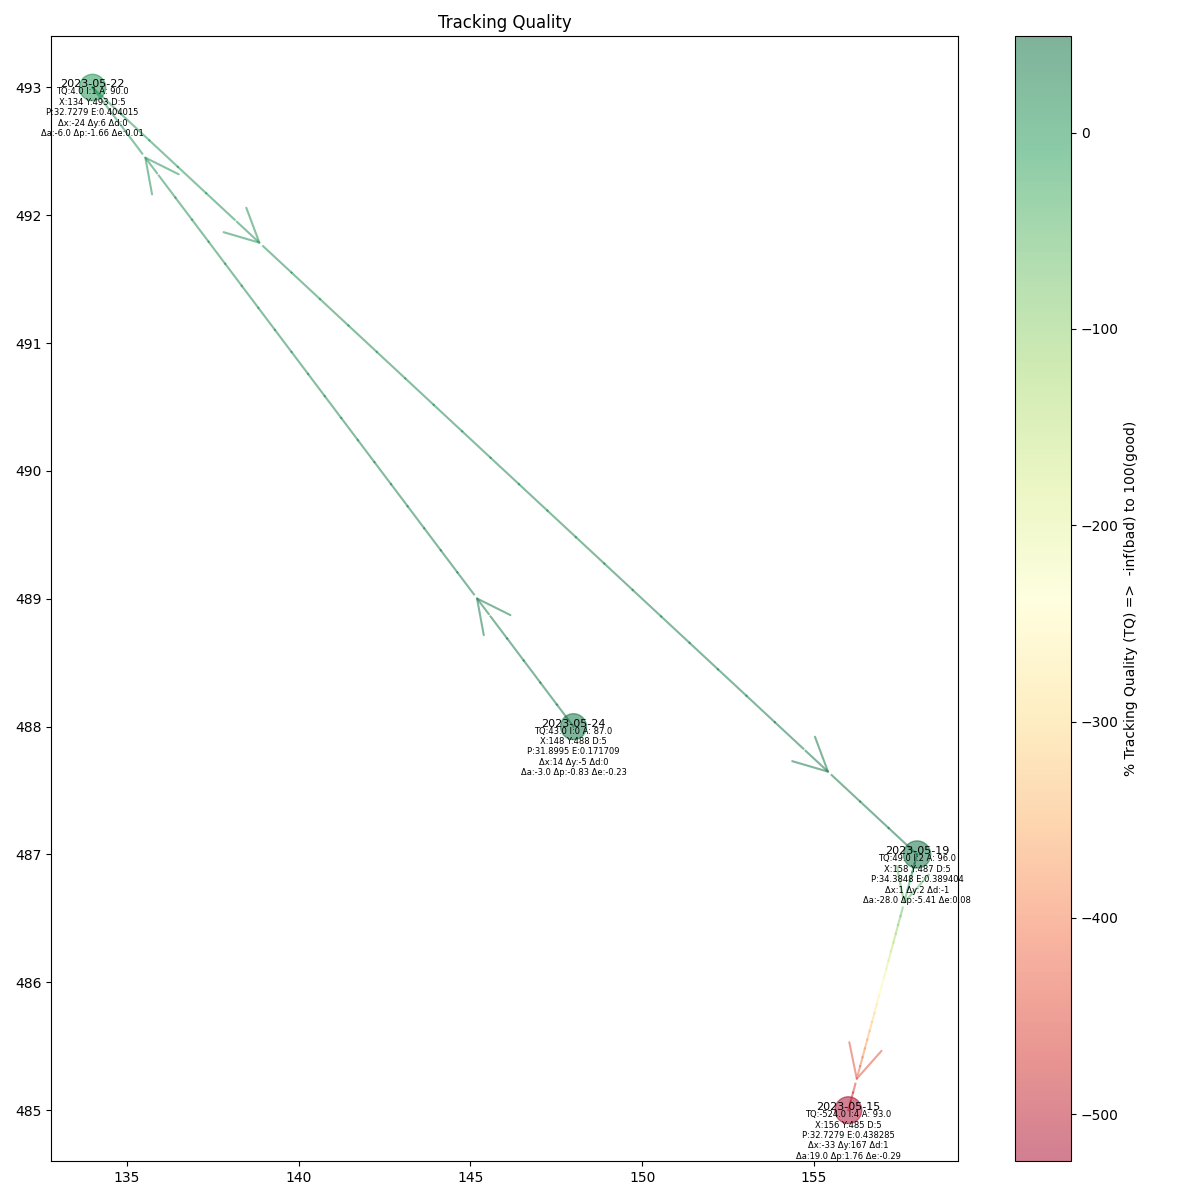 Tracking Quality
493
492
491
490
489
488
487
486
485
135
140
145
150
155
2023-05-22
TQ:4.0 I:1 A: 90.0
X:134 Y:493 D:5
P:32.7279 E:0.404015
Δx:-24 Δy:6 Δd:0
Δa:-6.0 Δp:-1.66 Δe:0.01
2023-05-24
TQ:43.0 I:0 A: 87.0
X:148 Y:488 D:5
P:31.8995 E:0.171709
Δx:14 Δy:-5 Δd:0
Δa:-3.0 Δp:-0.83 Δe:-0.23
2023-05-19
TQ:49.0 I:2 A: 96.0
X:158 Y:487 D:5
P:34.3848 E:0.389404
Δx:1 Δy:2 Δd:-1
Δa:-28.0 Δp:-5.41 Δe:0.08
2023-05-15
TQ:-524.0 I:4 A: 93.0
X:156 Y:485 D:5
P:32.7279 E:0.438285
Δx:-33 Δy:167 Δd:1
Δa:19.0 Δp:1.76 Δe:-0.29
0
−100
−200
−300
−400
−500
% Tracking Quality (TQ) => -inf(bad) to 100(good)